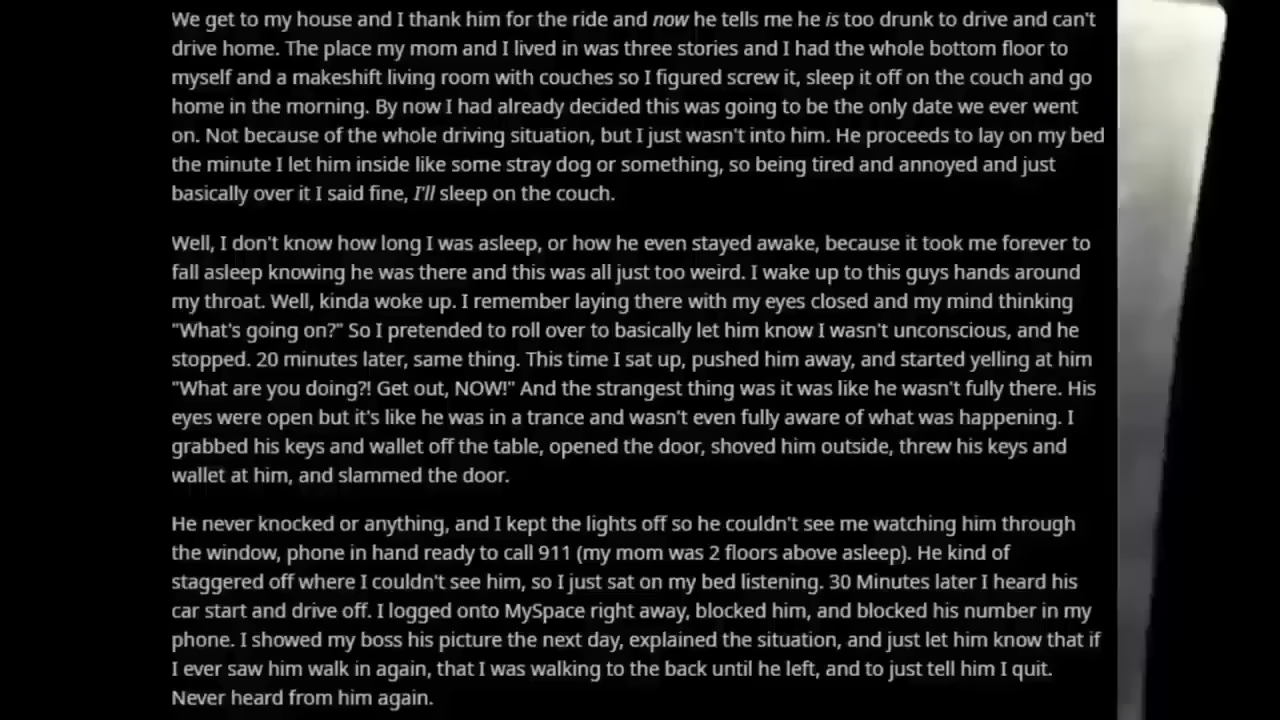 We get to my house and I thank him for the ride and now he tells me he is too drunk to drive and can't
drive home. The place my mom and I lived in was three stories and I had the whole bottom floor to
myself and a makeshift living room with couches so I figured screw it, sleep it off on the couch and go
home in the morning. By now I had already decided this was going to be the only date we ever went
on. Not because of the whole driving situation, but I just wasn't into him. He proceeds to lay on my bed
the minute I let him inside like some stray dog or something, so being tired and annoyed and just
basically over it I said fine, I'll sleep on the couch.
Well, I don't know how long I was asleep, or how he even stayed awake, because it took me forever to
fall asleep knowing he was there and this was all just too weird. I wake up to this guys hands around
my throat. Well, kinda woke up. I remember laying there with my eyes closed and my mind thinking
"What's going on?" So I pretended to roll over to basically let him know I wasn't unconscious, and he
stopped. 20 minutes later, same thing. This time I sat up, pushed him away, and started yelling at him
"What are you doing?! Get out, NOW!" And the strangest thing was it was like he wasn't fully there. His
eyes were open but it's like he was in a trance and wasn't even fully aware of what was happening. I
grabbed his keys and wallet off the table, opened the door, shoved him outside, threw his keys and
wallet at him, and slammed the door.
He never knocked or anything, and I kept the lights off so he couldn't see me watching him through
the window, phone in hand ready to call 911 (my mom was 2 floors above asleep). He kind of
staggered off where I couldn't see him, so I just sat on my bed listening. 30 Minutes later I heard his
car start and drive off. I logged onto MySpace right away, blocked him, and blocked his number in my
phone. I showed my boss his picture the next day, explained the situation, and just let him know that if
I ever saw him walk in again, that I was walking to the back until he left, and to just tell him I quit.
Never heard from him again.